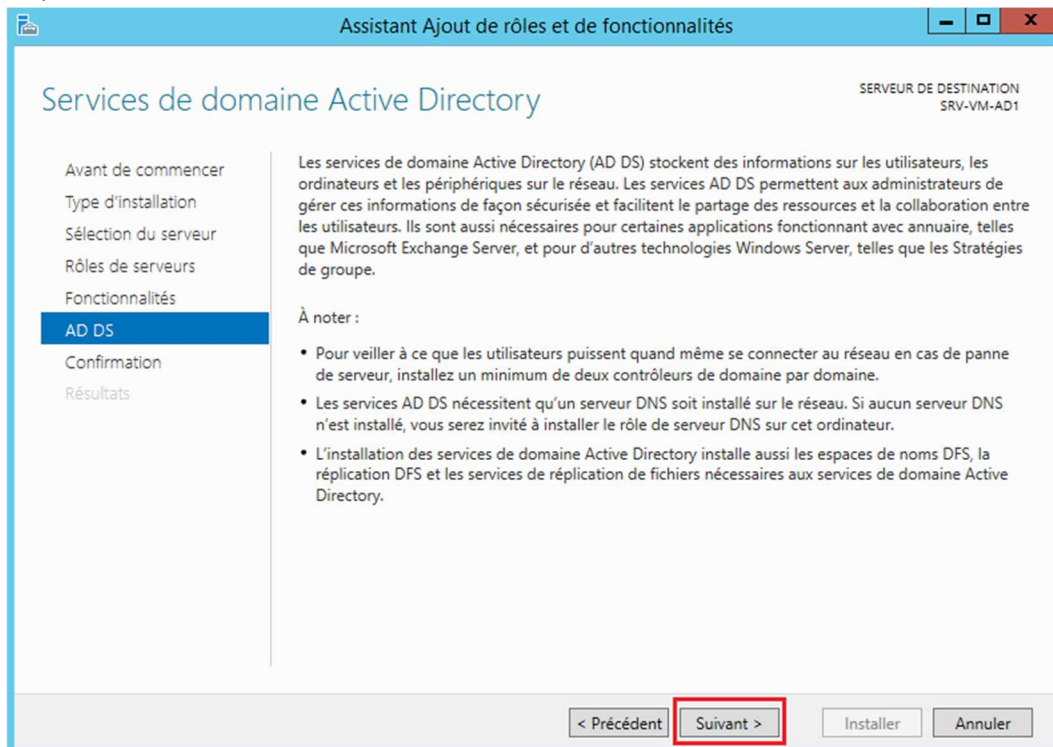 Assistant Ajout de rôles et de fonctionnalités
Services de domaine Active Directory
SERVEUR DE DESTINATION
SRV-VM-AD1
Avant de commencer
Type d'installation
Sélection du serveur
Rôles de serveurs
Fonctionnalités
AD DS
Confirmation
Résultats
Les services de domaine Active Directory (AD DS) stockent des informations sur les utilisateurs, les
ordinateurs et les périphériques sur le réseau. Les services AD DS permettent aux administrateurs de
gérer ces informations de façon sécurisée et facilitent le partage des ressources et la collaboration entre
les utilisateurs. Ils sont aussi nécessaires pour certaines applications fonctionnant avec annuaire, telles
que Microsoft Exchange Server, et pour d'autres technologies Windows Server, telles que les Stratégies
de groupe.
À noter :
• Pour veiller à ce que les utilisateurs puissent quand même se connecter au réseau en cas de panne
de serveur, installez un minimum de deux contrôleurs de domaine par domaine.
• Les services AD DS nécessitent qu'un serveur DNS soit installé sur le réseau. Si aucun serveur DNS
n'est installé, vous serez invité à installer le rôle de serveur DNS sur cet ordinateur.
• L'installation des services de domaine Active Directory installe aussi les espaces de noms DFS, la
réplication DFS et les services de réplication de fichiers nécessaires aux services de domaine Active
Directory.
< Précédent
Suivant >
Installer
Annuler